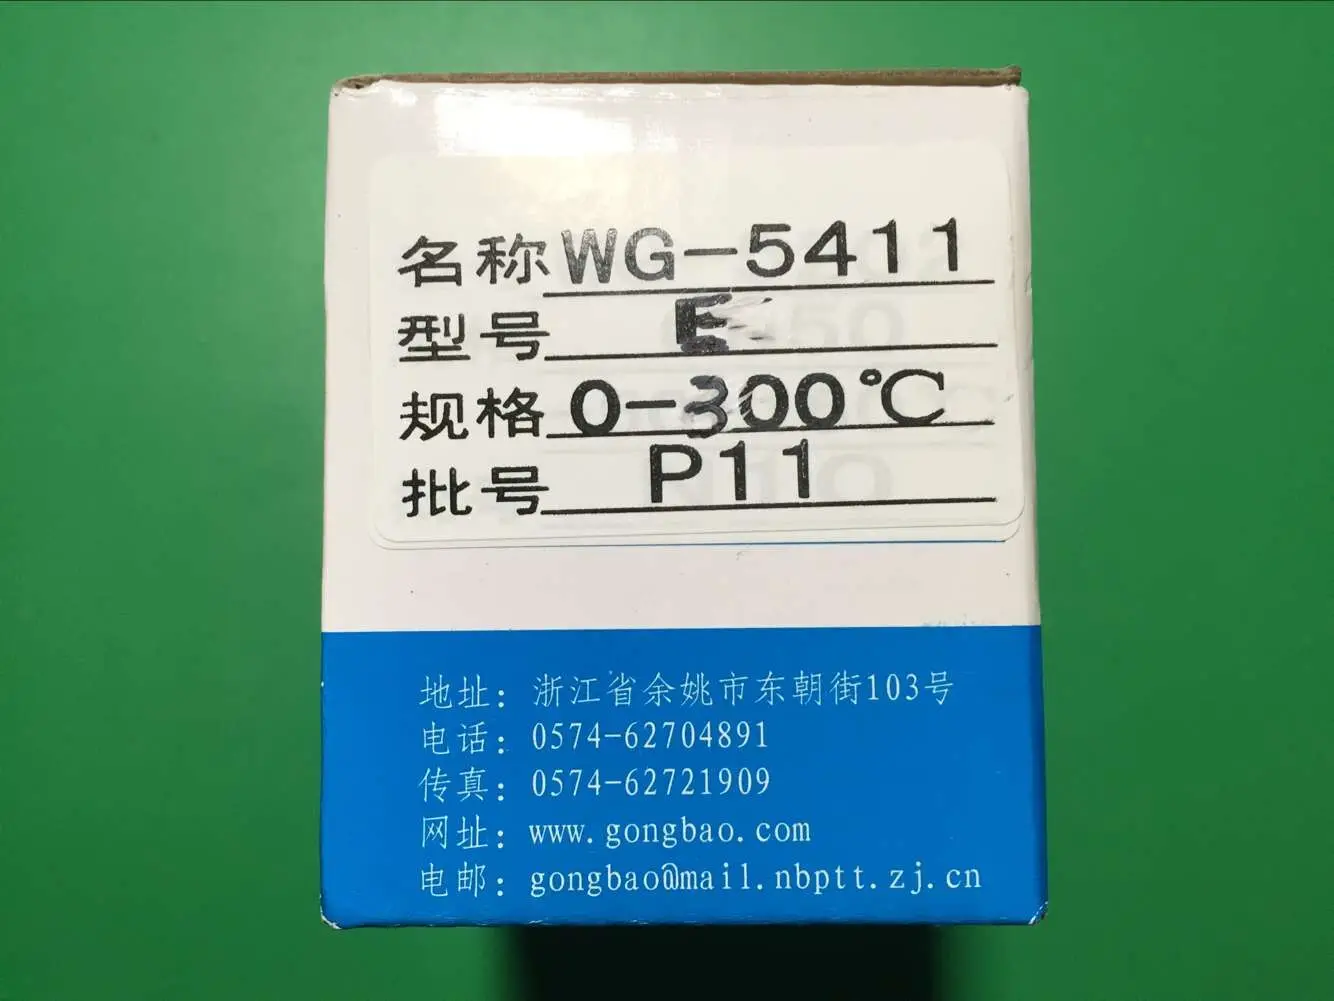 名称 WG-5411
型号 E
规格 0-300℃
批号 P11
地址：浙江省余姚市东朝街103号
电话：0574-62704891
传真：0574-62721909
网址：www.gongbao.com
电邮：gongbao@mail.nbptt.zj.cn